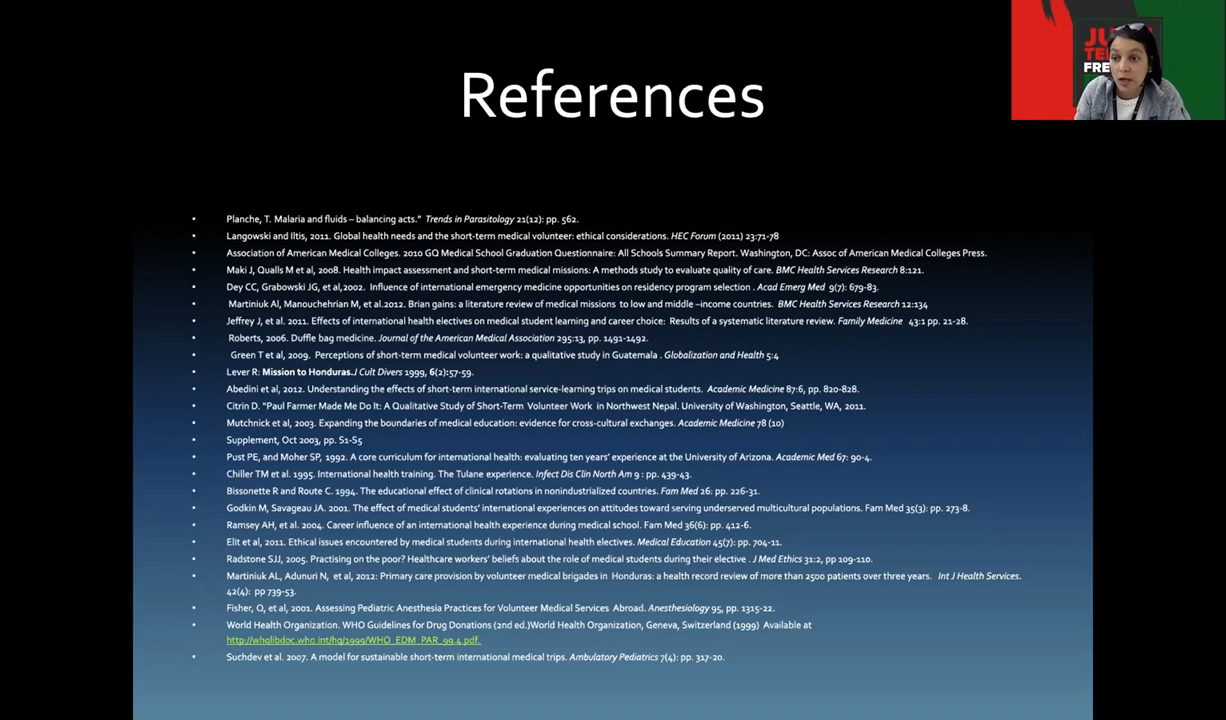 References
JU
TE
FRE
• Planche, T. Malaria and fluids – balancing acts." Trends in Parasitology 21(12): pp. 562.
• Langowski and Iltis, 2011. Global health needs and the short-term medical volunteer: ethical considerations. HEC Forum (2011) 23:71-78
• Association of American Medical Colleges. 2010 GQ Medical School Graduation Questionnaire: All Schools Summary Report. Washington, DC: Assoc of American Medical Colleges Press.
• Maki J, Qualls M et al, 2008. Health impact assessment and short-term medical missions: A methods study to evaluate quality of care. BMC Health Services Research 8:121.
• Dey CC, Grabowski JG, et al,2002. Influence of international emergency medicine opportunities on residency program selection . Acad Emerg Med 9(7): 679-83.
• Martiniuk Al, Manouchehrian M, et al.2012. Brian gains: a literature review of medical missions to low and middle –income countries. BMC Health Services Research 12:134
• Jeffrey J, et al. 2011. Effects of international health electives on medical student learning and career choice: Results of a systematic literature review. Family Medicine 43:1 pp. 21-28.
• Roberts, 2006. Duffle bag medicine. Journal of the American Medical Association 295:13, pp. 1491-1492.
• Green T et al, 2009. Perceptions of short-term medical volunteer work: a qualitative study in Guatemala . Globalization and Health 5:4
• Lever R: Mission to Honduras.J Cult Divers 1999, 6(2):57-59.
• Abedini et al, 2012. Understanding the effects of short-term international service-learning trips on medical students. Academic Medicine 87:6, pp. 820-828.
• Citrin D. "Paul Farmer Made Me Do It: A Qualitative Study of Short-Term Volunteer Work in Northwest Nepal. University of Washington, Seattle, WA, 2011.
• Mutchnick et al, 2003. Expanding the boundaries of medical education: evidence for cross-cultural exchanges. Academic Medicine 78 (10)
• Supplement, Oct 2003, pp. S1-S5
• Pust PE, and Moher SP, 1992. A core curriculum for international health: evaluating ten years' experience at the University of Arizona. Academic Med 67: 90-4.
• Chiller TM et al. 1995. International health training. The Tulane experience. Infect Dis Clin North Am 9 : pp. 439-43.
• Bissonette R and Route C. 1994. The educational effect of clinical rotations in nonindustrialized countries. Fam Med 26: pp. 226-31.
• Godkin M, Savageau JA. 2001. The effect of medical students' international experiences on attitudes toward serving underserved multicultural populations. Fam Med 35(3): pp. 273-8.
• Ramsey AH, et al. 2004. Career influence of an international health experience during medical school. Fam Med 36(6): pp. 412-6.
• Elit et al, 2011. Ethical issues encountered by medical students during international health electives. Medical Education 45(7): pp. 704-11.
• Radstone SJJ, 2005. Practising on the poor? Healthcare workers' beliefs about the role of medical students during their elective . J Med Ethics 31:2, pp 109-110.
• Martiniuk AL, Adunuri N, et al, 2012: Primary care provision by volunteer medical brigades in Honduras: a health record review of more than 2500 patients over three years. Int J Health Services.
42(4): pp 739-53.
• Fisher, Q, et al, 2001. Assessing Pediatric Anesthesia Practices for Volunteer Medical Services Abroad. Anesthesiology 95, pp. 1315-22.
• World Health Organization. WHO Guidelines for Drug Donations (2nd ed.)World Health Organization, Geneva, Switzerland (1999) Available at
http://whqlibdoc.who.int/hq/1999/WHO_EDM_PAR_99.4.pdf.
• Suchdev et al. 2007. A model for sustainable short-term international medical trips. Ambulatory Pediatrics 7(4): pp. 317-20.